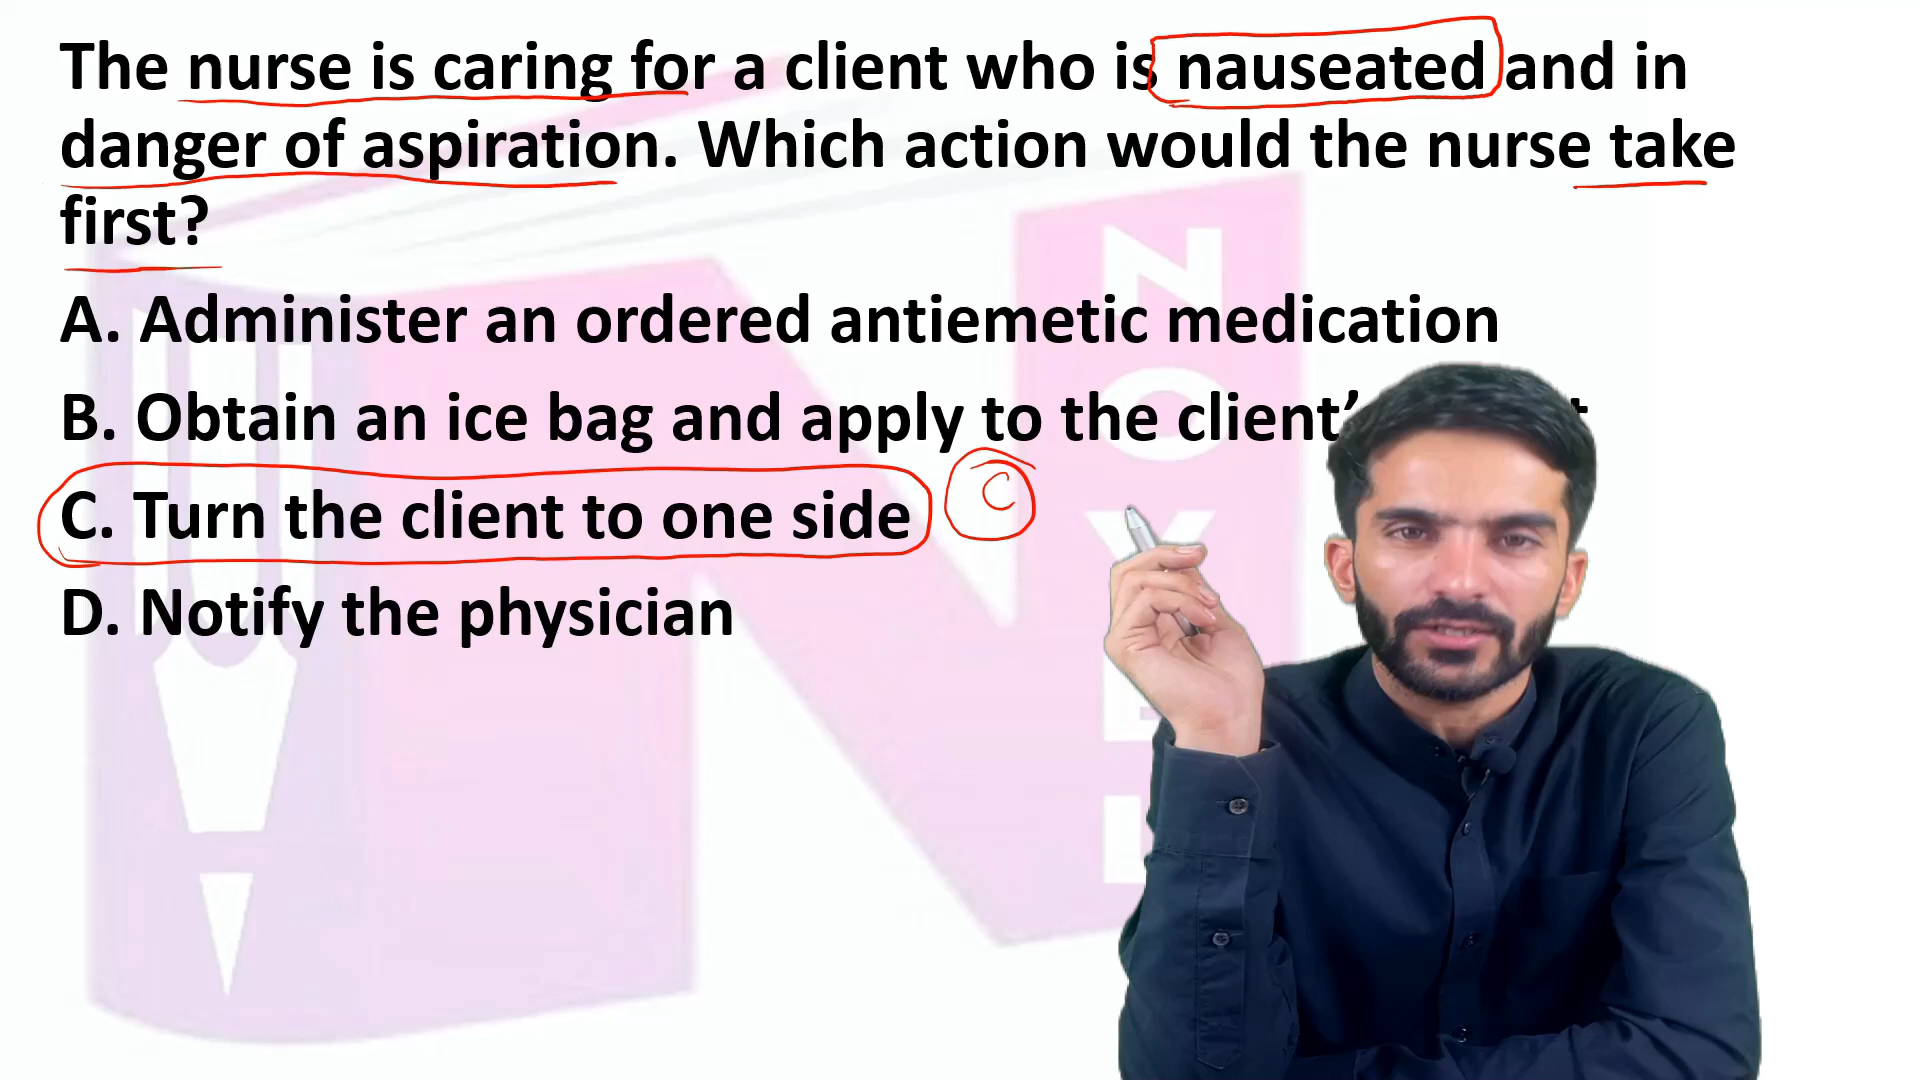 The nurse is caring for a client who is nauseated and in
danger of aspiration. Which action would the nurse take
first?
A. Administer an ordered antiemetic medication
B. Obtain an ice bag and apply to the client’
C. Turn the client to one side
C
D. Notify the physician